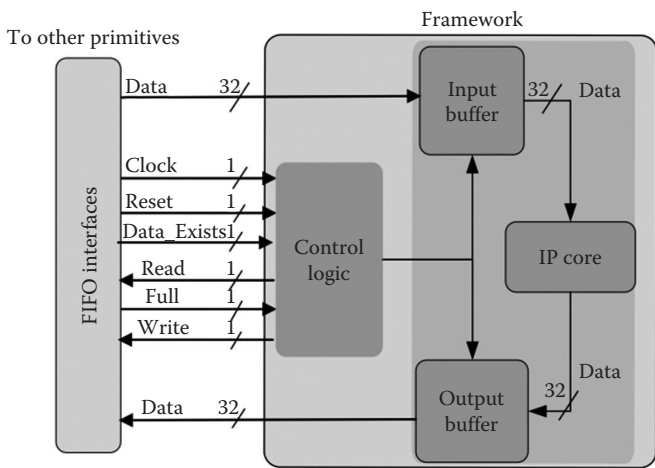 Framework
To other primitives
Data 32
Input
buffer
32 Data
Clock 1
Reset 1
Data_Exists 1
Read 1
Full 1
Write 1
FIFO interfaces
Control
logic
IP core
Data
32
Output
buffer
Data 32